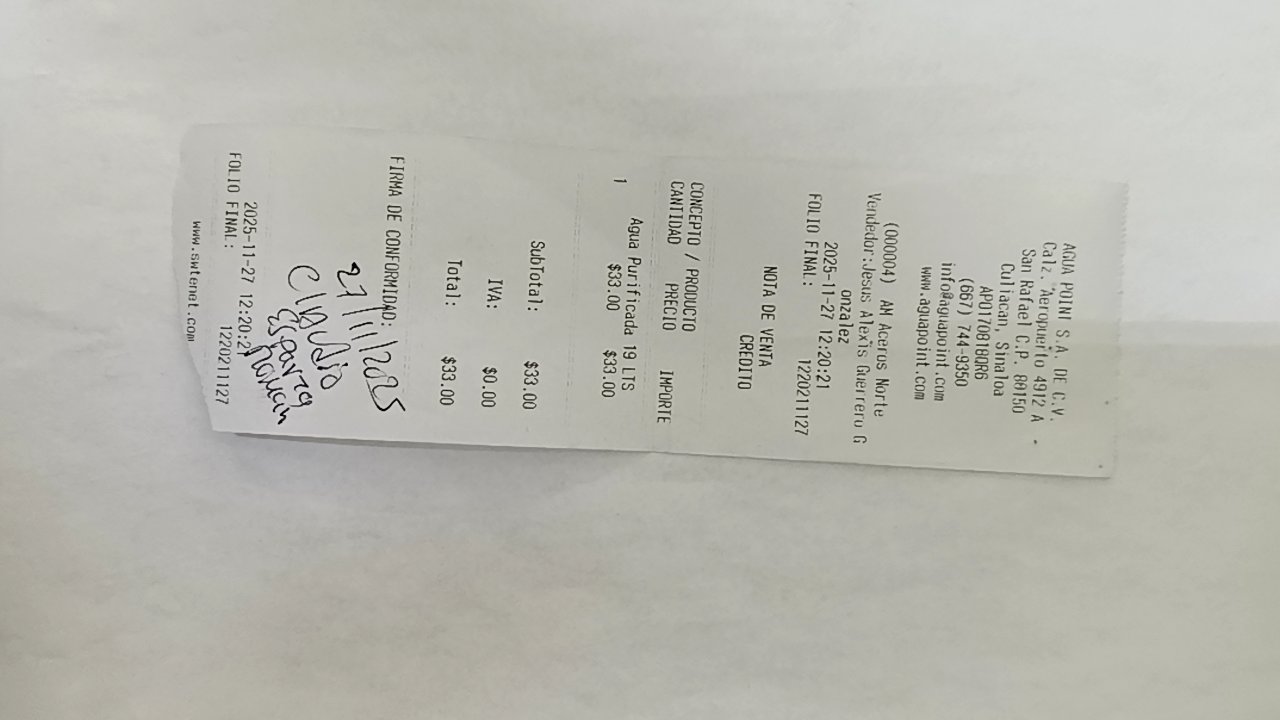 AGUA POINT S.A. DE C.V.
Calz. Aeropuerto 4912 A
San Rafael C.P. 80150
Culiacan, Sinaloa
APO170818QR6
(667) 744-9350
info@aguapoint.com
www.aguapoint.com
(000004) AM Aceros Norte
Vendedor:Jesus Alexis Guerrero G
onzalez
2025-11-27 12:20:21
FOLIO FINAL: 1220211127
NOTA DE VENTA
CREDITO
CONCEPTO / PRODUCTO
CANTIDAD PRECIO IMPORTE
Agua Purificada 19 LTS
1 $33.00 $33.00
SubTotal: $33.00
IVA: $0.00
Total: $33.00
FIRMA DE CONFORMIDAD:
27/11/2025
Claudio
Esparza
2025-11-27 12:20:21
FOLIO FINAL: 1220211127
www.swtenet.com